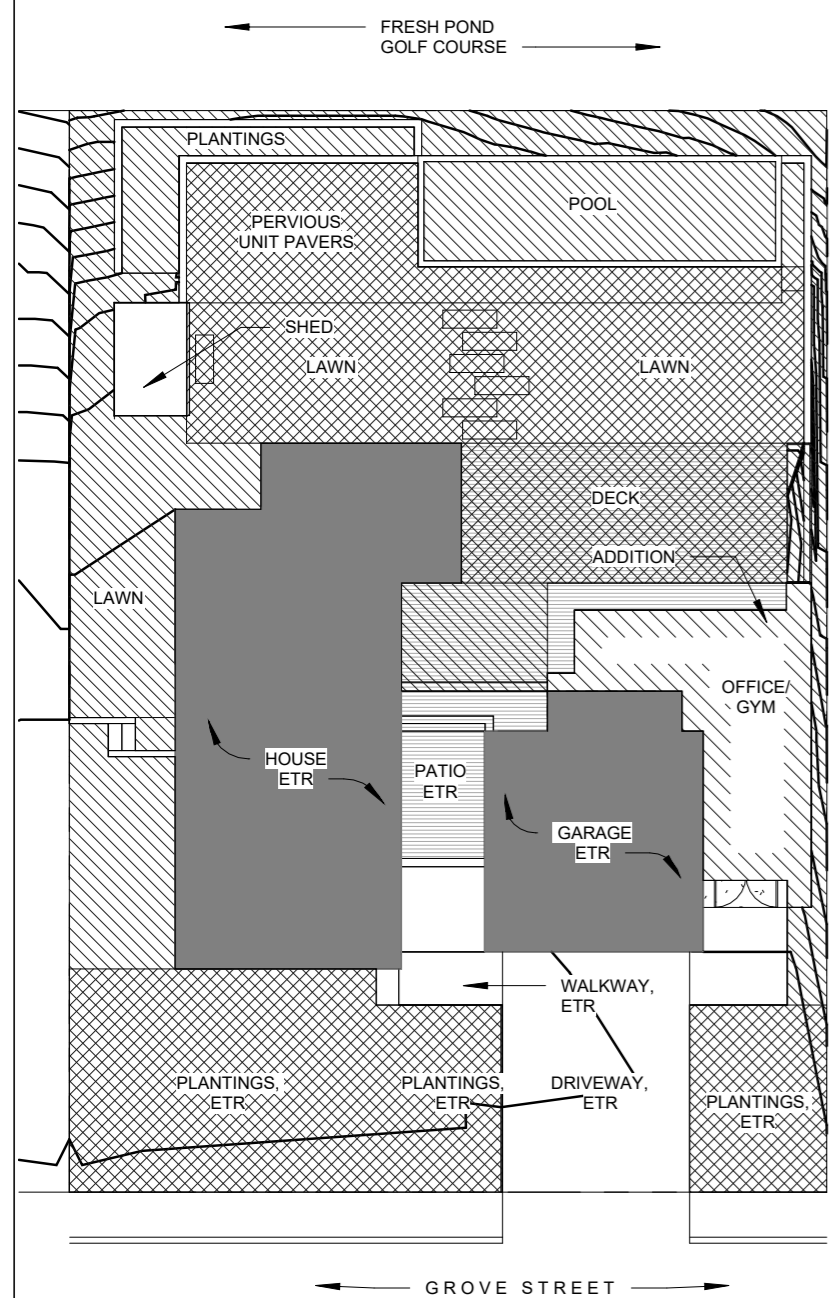 FRESH POND
GOLF COURSE
PLANTINGS
POOL
PERVIOUS
UNIT PAVERS
SHED
LAWN
LAWN
DECK
ADDITION
LAWN
OFFICE/
GYM
HOUSE
ETR
PATIO
ETR
GARAGE
ETR
WALKWAY,
ETR
PLANTINGS,
ETR
PLANTINGS,
ETR
DRIVEWAY,
ETR
PLANTINGS,
ETR
GROVE STREET